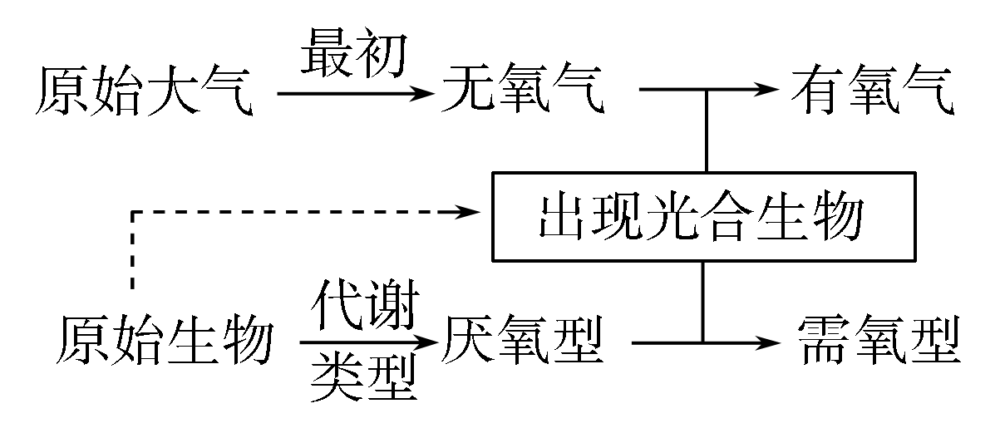 最初
原始大气 无氧气 有氧气
出现光合生物
代谢
原始生物 厌氧型 需氧型
类型